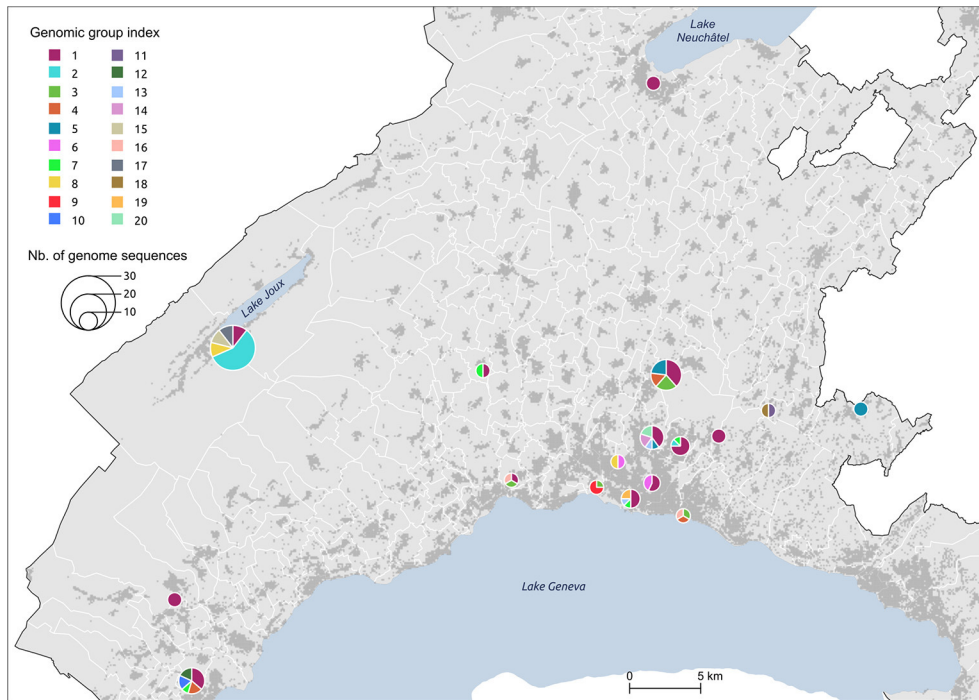 Genomic group index
1 11
2 12
3 13
4 14
5 15
6 16
7 17
8 18
9 19
10 20
Nb. of genome sequences
30
20
10
Lake
Neuchâtel
Lake Joux
Lake Geneva
0 5 km